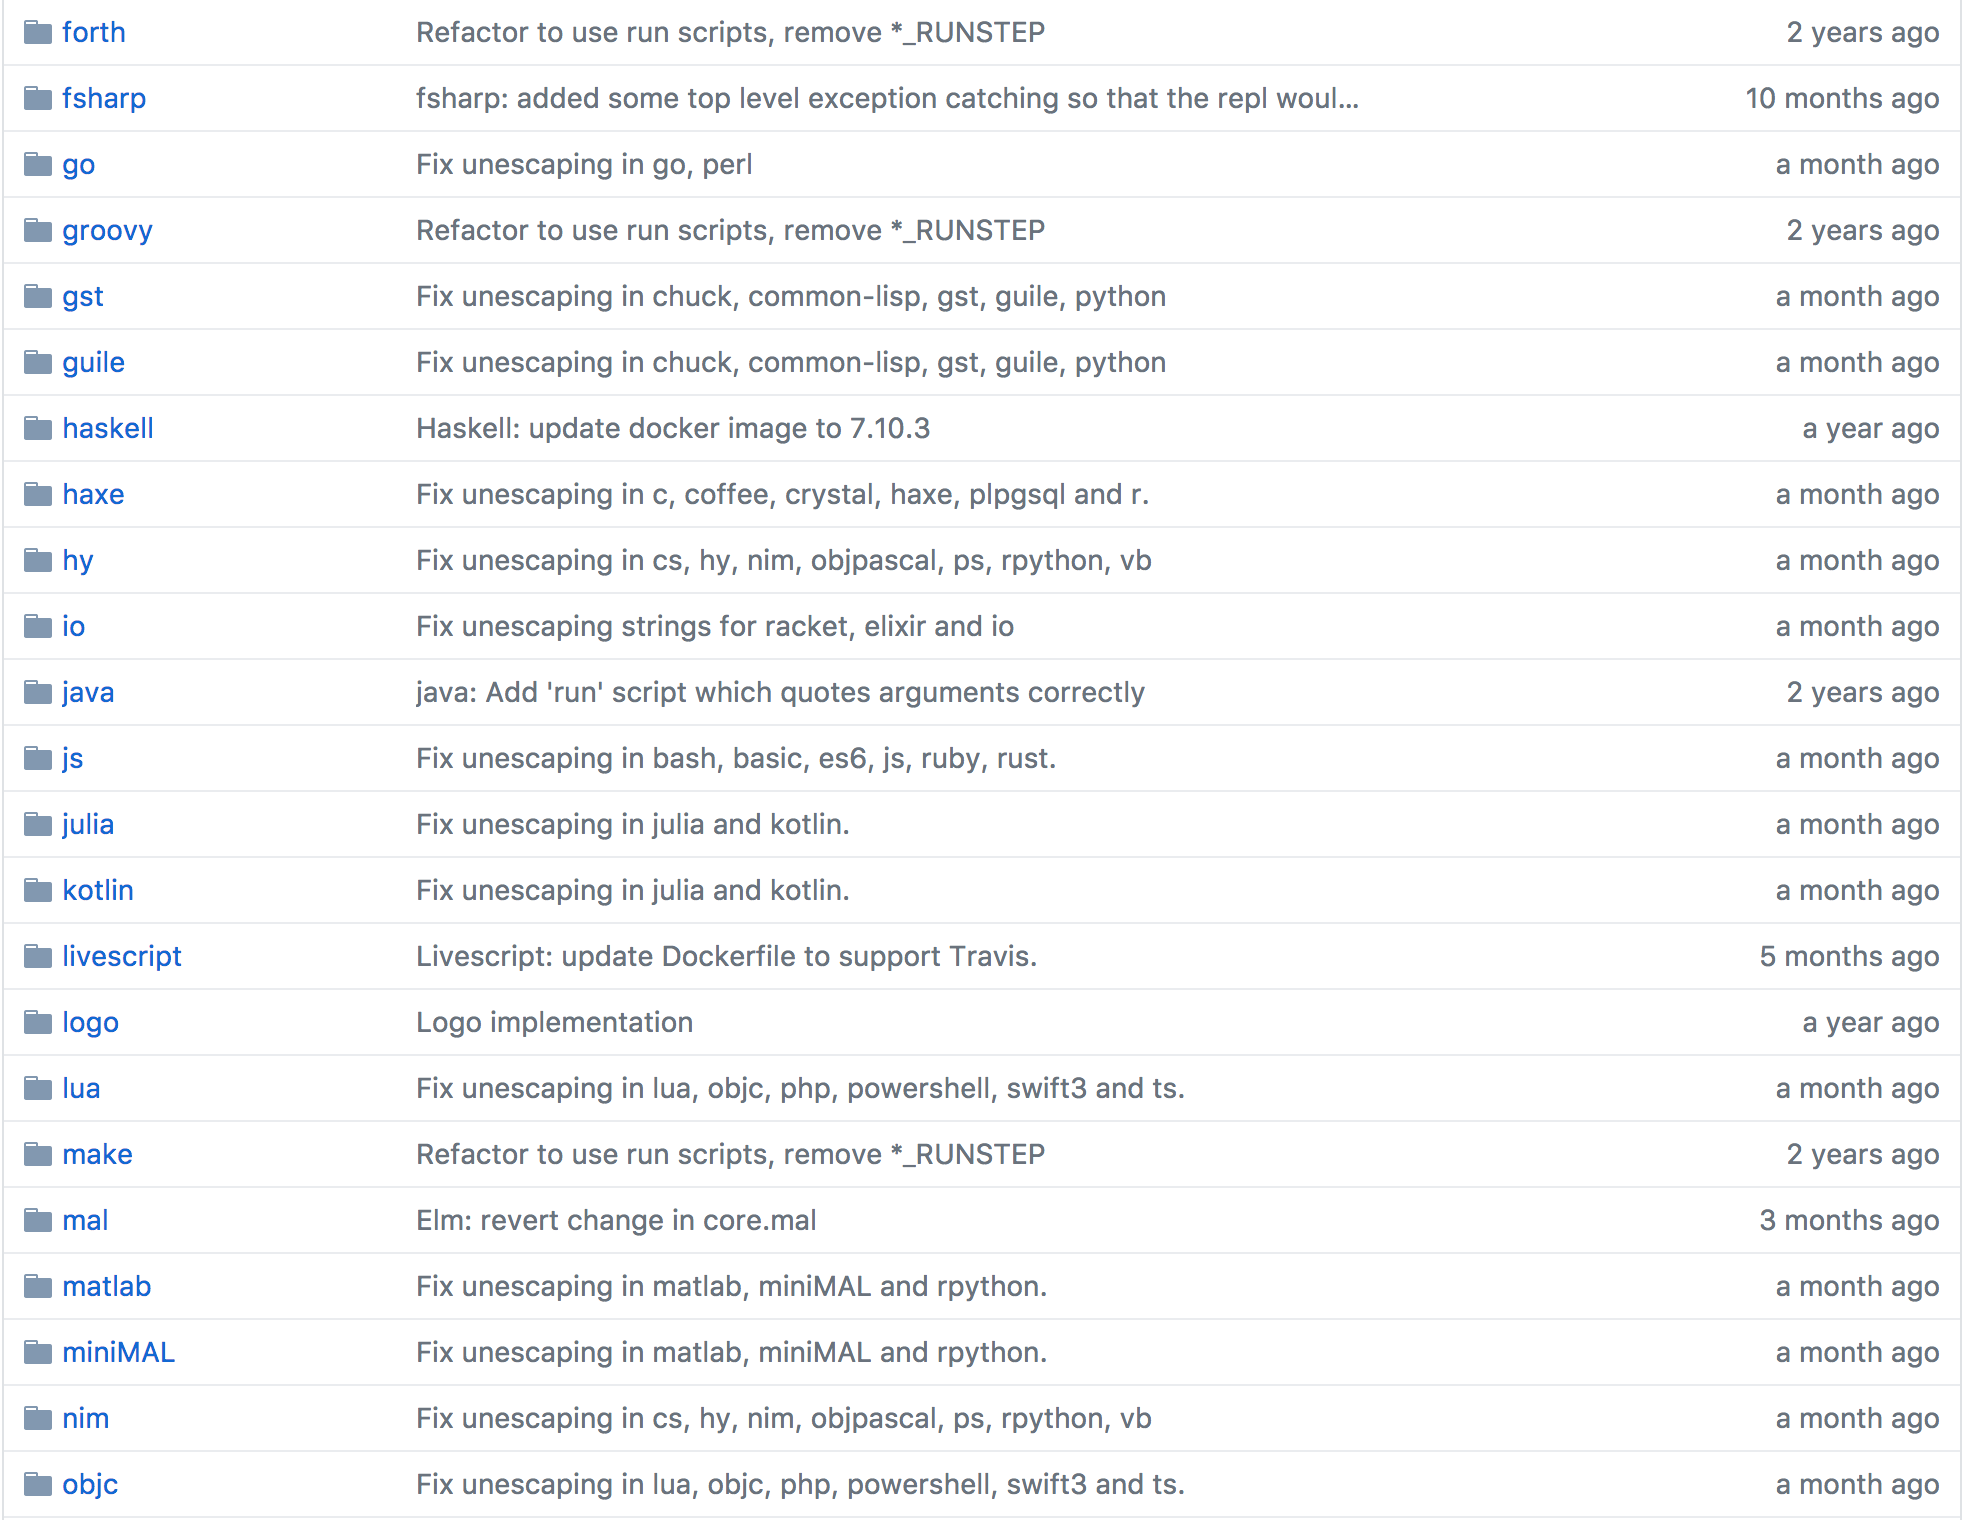 forth Refactor to use run scripts, remove *_RUNSTEP 2 years ago
fsharp fsharp: added some top level exception catching so that the repl woul... 10 months ago
go Fix unescaping in go, perl a month ago
groovy Refactor to use run scripts, remove *_RUNSTEP 2 years ago
gst Fix unescaping in chuck, common-lisp, gst, guile, python a month ago
guile Fix unescaping in chuck, common-lisp, gst, guile, python a month ago
haskell Haskell: update docker image to 7.10.3 a year ago
haxe Fix unescaping in c, coffee, crystal, haxe, plpgsql and r. a month ago
hy Fix unescaping in cs, hy, nim, objpascal, ps, rpython, vb a month ago
io Fix unescaping strings for racket, elixir and io a month ago
java java: Add 'run' script which quotes arguments correctly 2 years ago
js Fix unescaping in bash, basic, es6, js, ruby, rust. a month ago
julia Fix unescaping in julia and kotlin. a month ago
kotlin Fix unescaping in julia and kotlin. a month ago
livescript Livescript: update Dockerfile to support Travis. 5 months ago
logo Logo implementation a year ago
lua Fix unescaping in lua, objc, php, powershell, swift3 and ts. a month ago
make Refactor to use run scripts, remove *_RUNSTEP 2 years ago
mal Elm: revert change in core.mal 3 months ago
matlab Fix unescaping in matlab, miniMAL and rpython. a month ago
miniMAL Fix unescaping in matlab, miniMAL and rpython. a month ago
nim Fix unescaping in cs, hy, nim, objpascal, ps, rpython, vb a month ago
objc Fix unescaping in lua, objc, php, powershell, swift3 and ts. a month ago